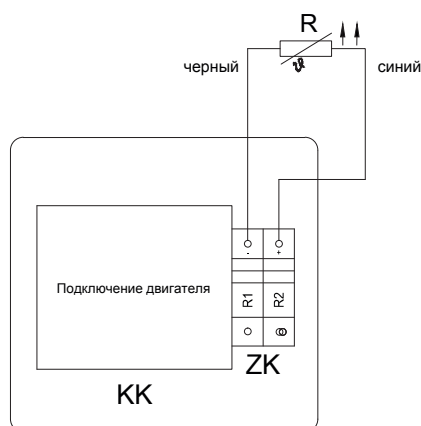 R
ϑ
черный
синий
- +
Подключение двигателя
R1 R2
ZK
KK